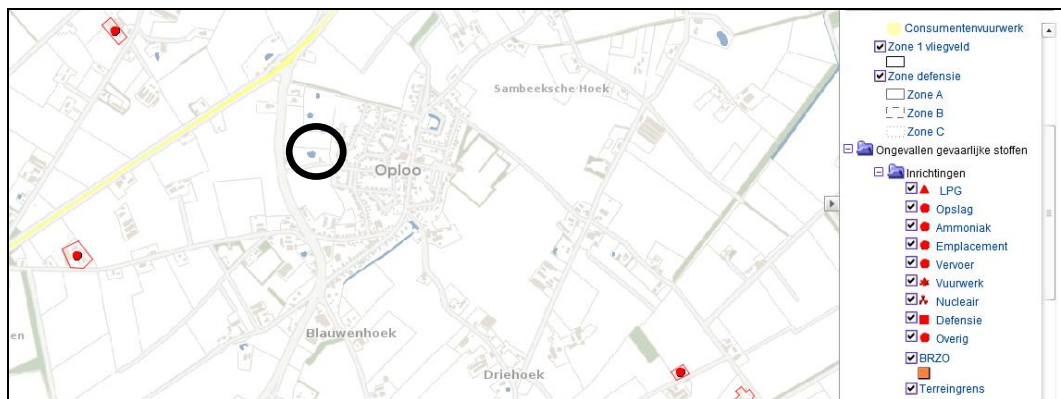 Sambeeksche Hoek
Oploo
Blauwenhoek
en
Driehoek
Consumentenvuurwerk
Zone 1 vliegveld
Zone defensie
Zone A
Zone B
Zone C
Ongevallen gevaarlijke stoffen
Inrichtingen
LPG
Opslag
Ammoniak
Emplacement
Vervoer
Vuurwerk
Nucleair
Defensie
Overig
BRZO
Terreingrens